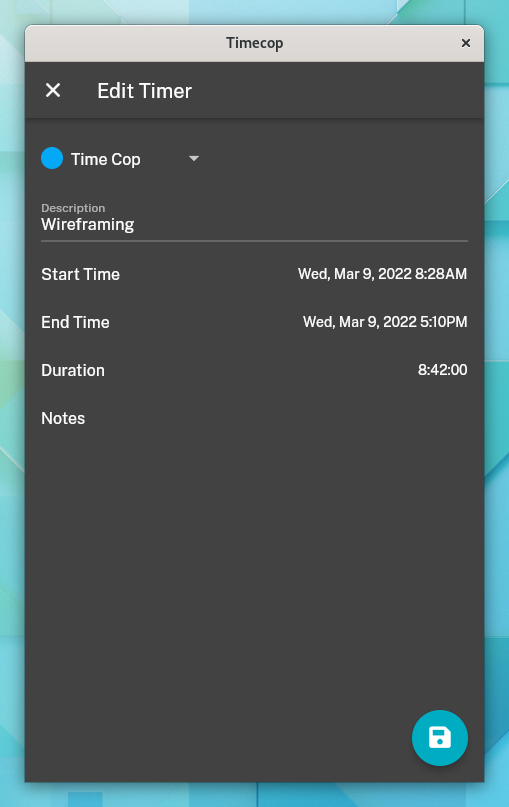 Timecop
Edit Timer
Time Cop
Description
Wireframing
Start Time Wed, Mar 9, 2022 8:28AM
End Time Wed, Mar 9, 2022 5:10PM
Duration 8:42:00
Notes